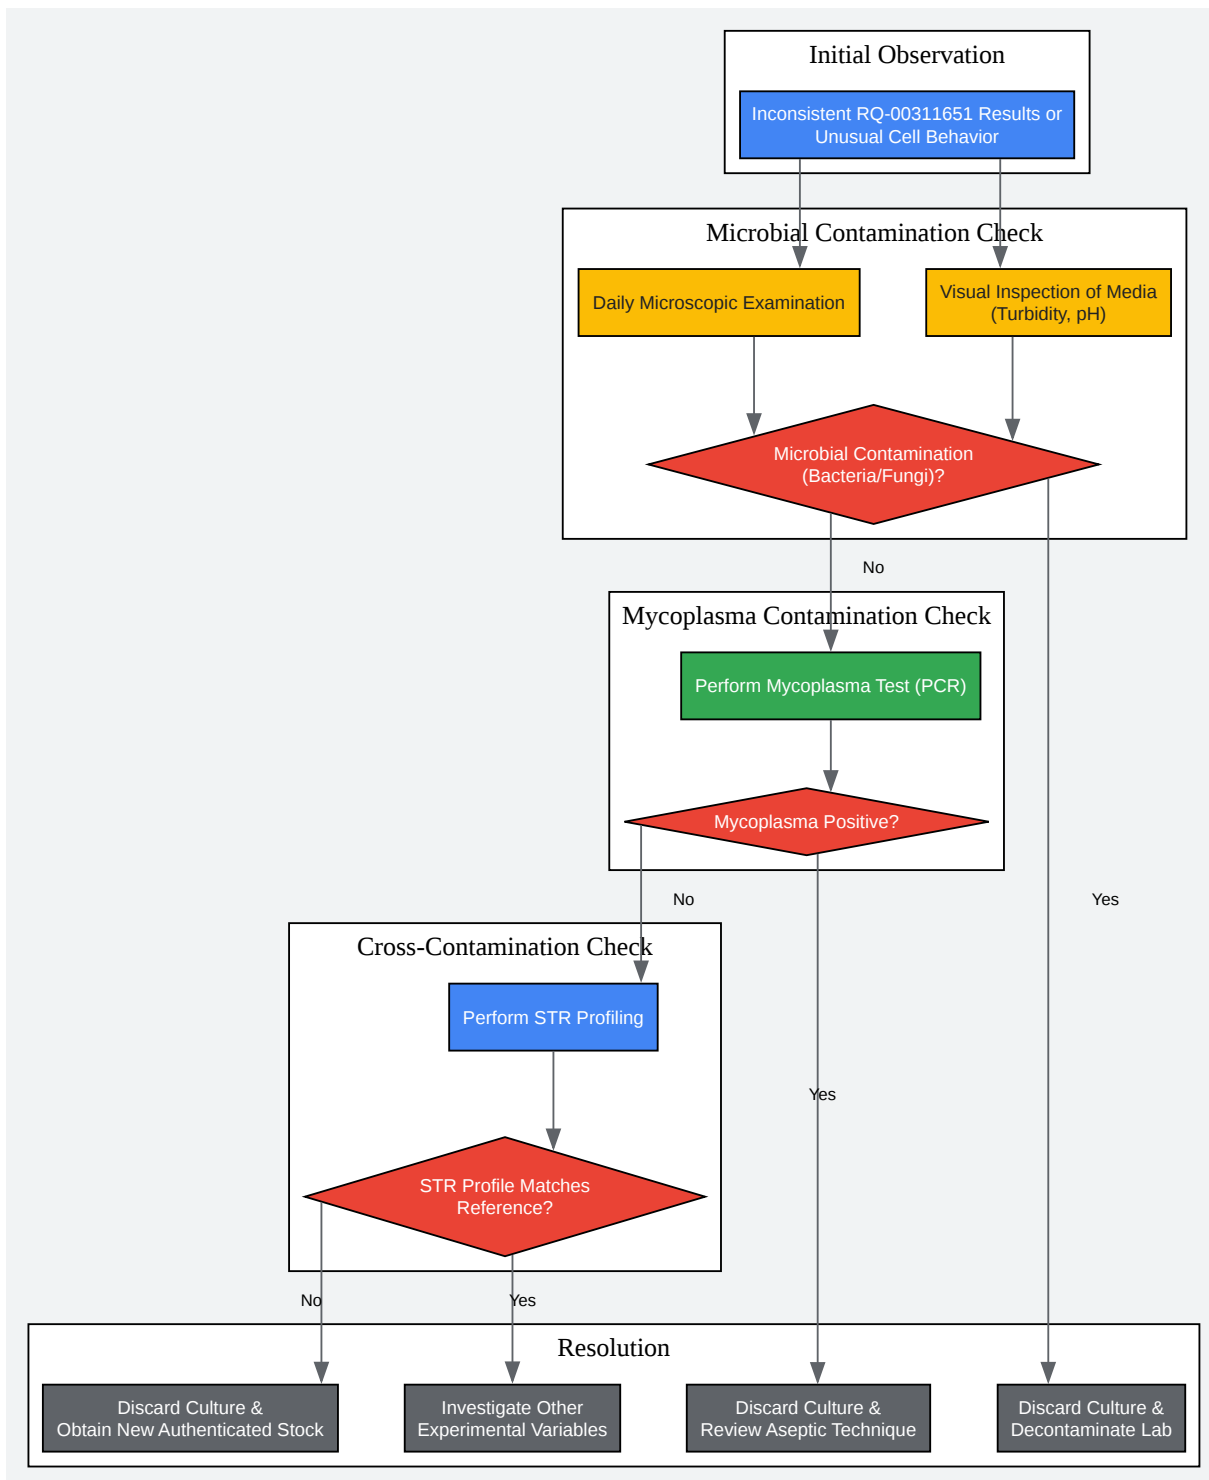 Initial Observation
Inconsistent RQ-00311651 Results or
Unusual Cell Behavior
Microbial Contamination Check
Daily Microscopic Examination
Visual Inspection of Media
(Turbidity, pH)
Microbial Contamination
(Bacteria/Fungi)?
No
Mycoplasma Contamination Check
Perform Mycoplasma Test (PCR)
Mycoplasma Positive?
No
Yes
Cross-Contamination Check
Perform STR Profiling
Yes
STR Profile Matches
Reference?
No
Yes
Resolution
Discard Culture &
Obtain New Authenticated Stock
Investigate Other
Experimental Variables
Discard Culture &
Review Aseptic Technique
Discard Culture &
Decontaminate Lab